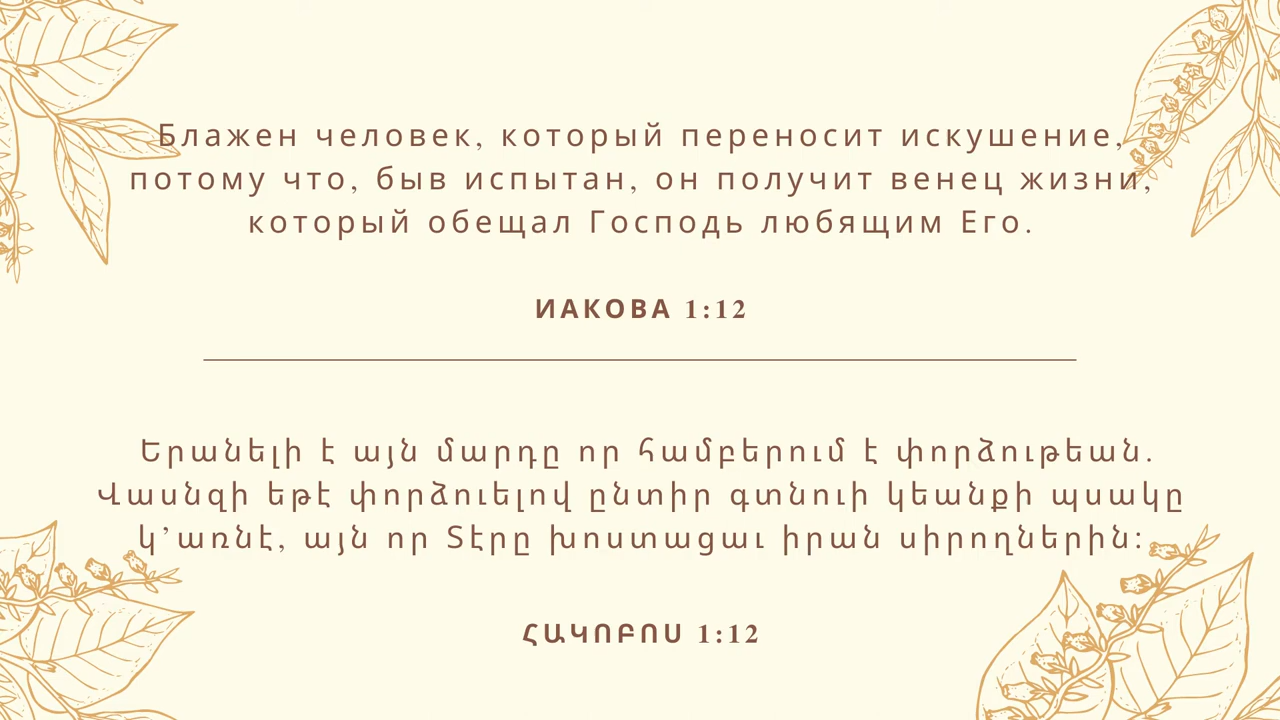 Блажен человек, который переносит искушение,
потому что, быв испытан, он получит венец жизни,
который обещал Господь любящим Его.
ИАКОВА 1:12
Երանելի է այն մարդը որ համբերում է փորձութեան.
Վասնզի եթէ փորձուելով ընտիր գտնուի կեանքի պսակը
կ’առնէ, այն որ Տէրը խոստացաւ իրան սիրողներին:
ՀԱԿՈԲՈՍ 1:12